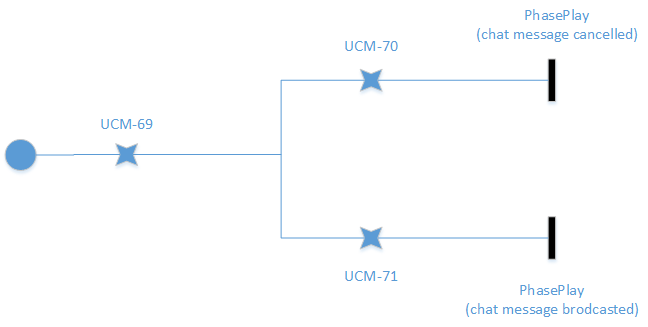 PhasePlay
(chat message cancelled)
UCM-70
UCM-69
UCM-71
PhasePlay
(chat message brodcasted)